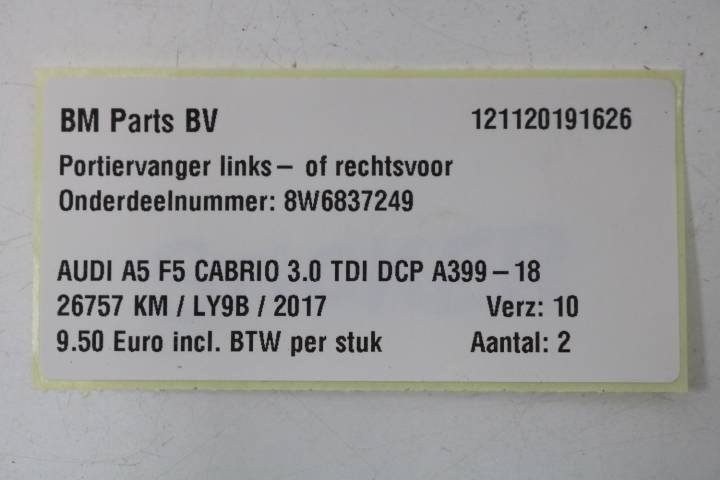 BM Parts BV 121120191626
Portiervanger links – of rechtsvoor
Onderdeelnummer: 8W6837249
AUDI A5 F5 CABRIO 3.0 TDI DCP A399 – 18
26757 KM / LY9B / 2017 Verz: 10
9.50 Euro incl. BTW per stuk Aantal: 2